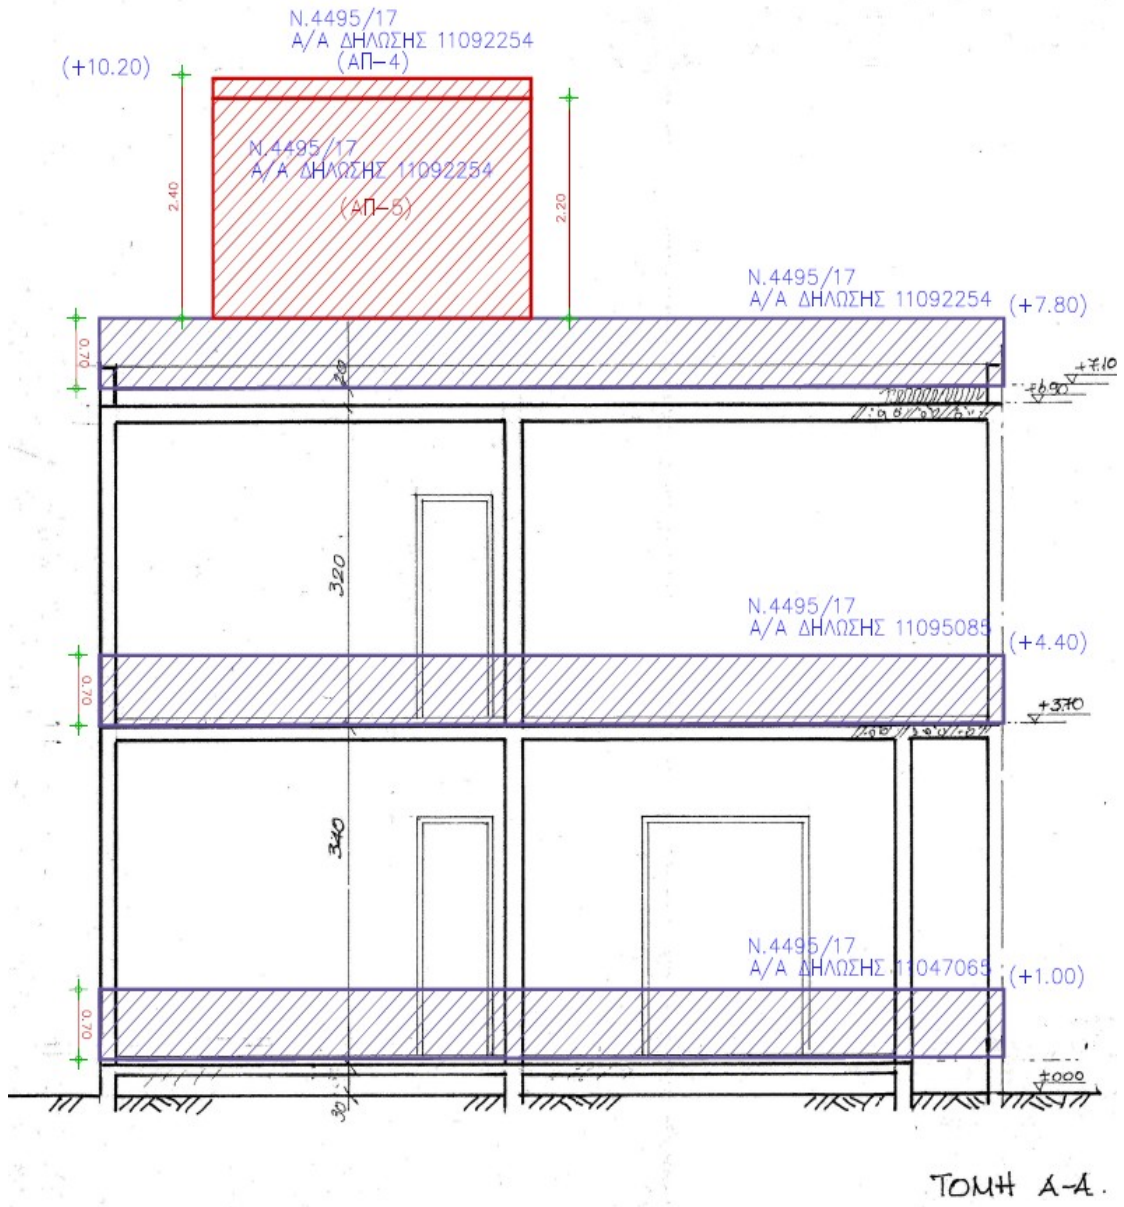 Ν.4495/17
Α/Α ΔΗΛΩΣΗΣ 11092254
(ΑΠ-4)
(+10.20)
Ν.4495/17
Α/Α ΔΗΛΩΣΗΣ 11092254
(ΑΠ-5)
2.40
2.20
Ν.4495/17
Α/Α ΔΗΛΩΣΗΣ 11092254
(+7.80)
0.70
20
+7.10
+6.90
320
Ν.4495/17
Α/Α ΔΗΛΩΣΗΣ 11095085
(+4.40)
0.70
+3.70
340
Ν.4495/17
Α/Α ΔΗΛΩΣΗΣ 11047065
(+1.00)
0.70
±000
30
ΤΟΜΗ Α-Α.